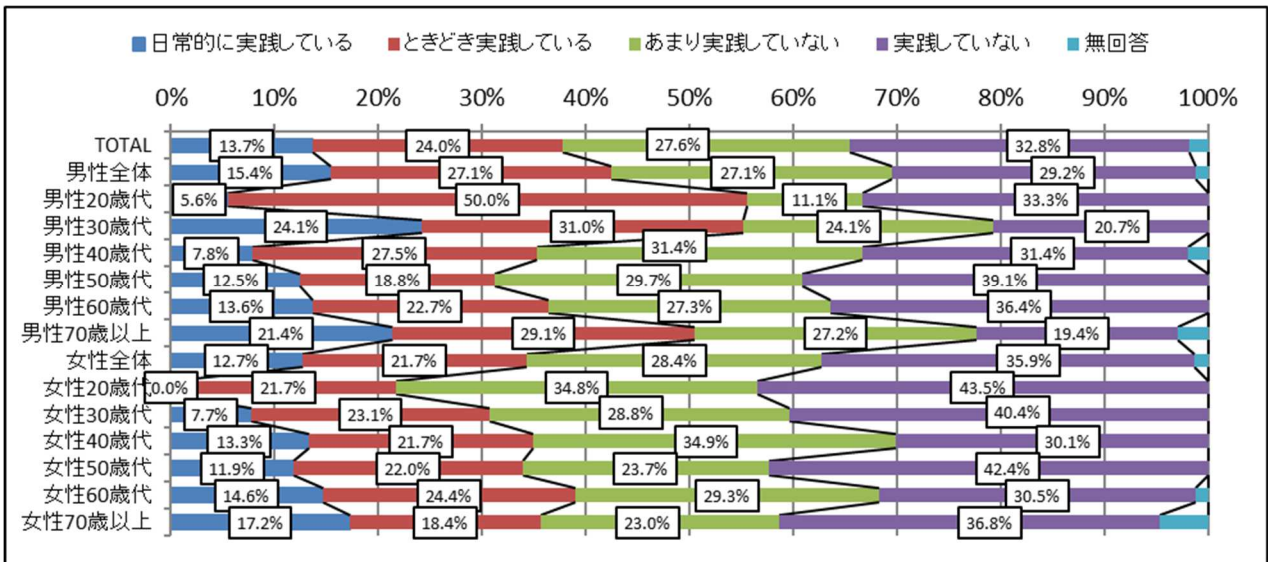 ■日常的に実践している ■ときどき実践している ■あまり実践していない ■実践していない ■無回答
0% 10% 20% 30% 40% 50% 60% 70% 80% 90% 100%
TOTAL 13.7% 24.0% 27.6% 32.8%
男性全体 15.4% 27.1% 27.1% 29.2%
男性20歳代 5.6% 50.0% 11.1% 33.3%
男性30歳代 24.1% 31.0% 24.1% 20.7%
男性40歳代 7.8% 27.5% 31.4% 31.4%
男性50歳代 12.5% 18.8% 29.7% 39.1%
男性60歳代 13.6% 22.7% 27.3% 36.4%
男性70歳以上 21.4% 29.1% 27.2% 19.4%
女性全体 12.7% 21.7% 28.4% 35.9%
女性20歳代 0.0% 21.7% 34.8% 43.5%
女性30歳代 7.7% 23.1% 28.8% 40.4%
女性40歳代 13.3% 21.7% 34.9% 30.1%
女性50歳代 11.9% 22.0% 23.7% 42.4%
女性60歳代 14.6% 24.4% 29.3% 30.5%
女性70歳以上 17.2% 18.4% 23.0% 36.8%